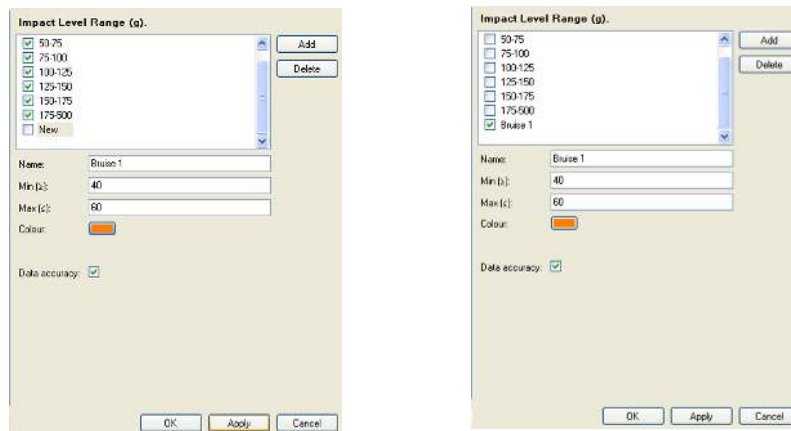 Impact Level Range (g).
50-75
75-100
100-125
125-150
150-175
175-500
New
Add
Delete
Name: Bruise 1
Min (≥): 40
Max (≤): 60
Colour:
Data accuracy:
OK Apply Cancel
Impact Level Range (g).
50-75
75-100
100-125
125-150
150-175
175-500
Bruise 1
Add
Delete
Name: Bruise 1
Min (≥): 40
Max (≤): 60
Colour:
Data accuracy:
OK Apply Cancel